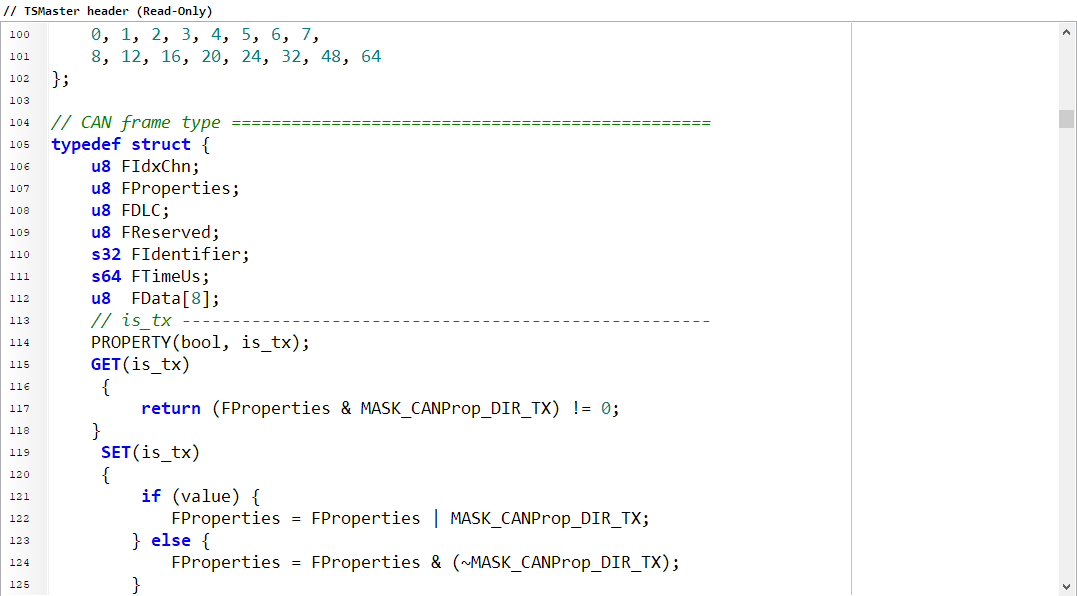 // TSMaster header (Read-Only)
100 0, 1, 2, 3, 4, 5, 6, 7,
101 8, 12, 16, 20, 24, 32, 48, 64
102 };
103
104 // CAN frame type ================================================
105 typedef struct {
106 u8 FIdxChn;
107 u8 FProperties;
108 u8 FDLC;
109 u8 FReserved;
110 s32 FIdentifier;
111 s64 FTimeUs;
112 u8  FData[8];
113 // is_tx -----------------------------------------------------
114 PROPERTY(bool, is_tx);
115 GET(is_tx)
116 {
117 return (FProperties & MASK_CANProp_DIR_TX) != 0;
118 }
119 SET(is_tx)
120 {
121 if (value) {
122 FProperties = FProperties | MASK_CANProp_DIR_TX;
123 } else {
124 FProperties = FProperties & (~MASK_CANProp_DIR_TX);
125 }